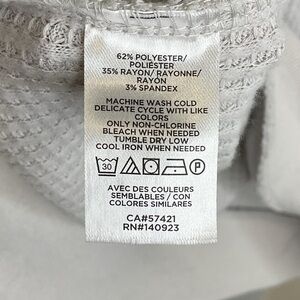 62% POLYESTER/
POLIÉSTER
35% RAYON/ RAYONNE/
RAYÓN
3% SPANDEX
MACHINE WASH COLD
DELICATE CYCLE WITH LIKE
COLORS
ONLY NON-CHLORINE
BLEACH WHEN NEEDED
TUMBLE DRY LOW
COOL IRON WHEN NEEDED
30 P
AVEC DES COULEURS
SEMBLABLES / CON
COLORES SIMILARES
CA#57421
RN#140923